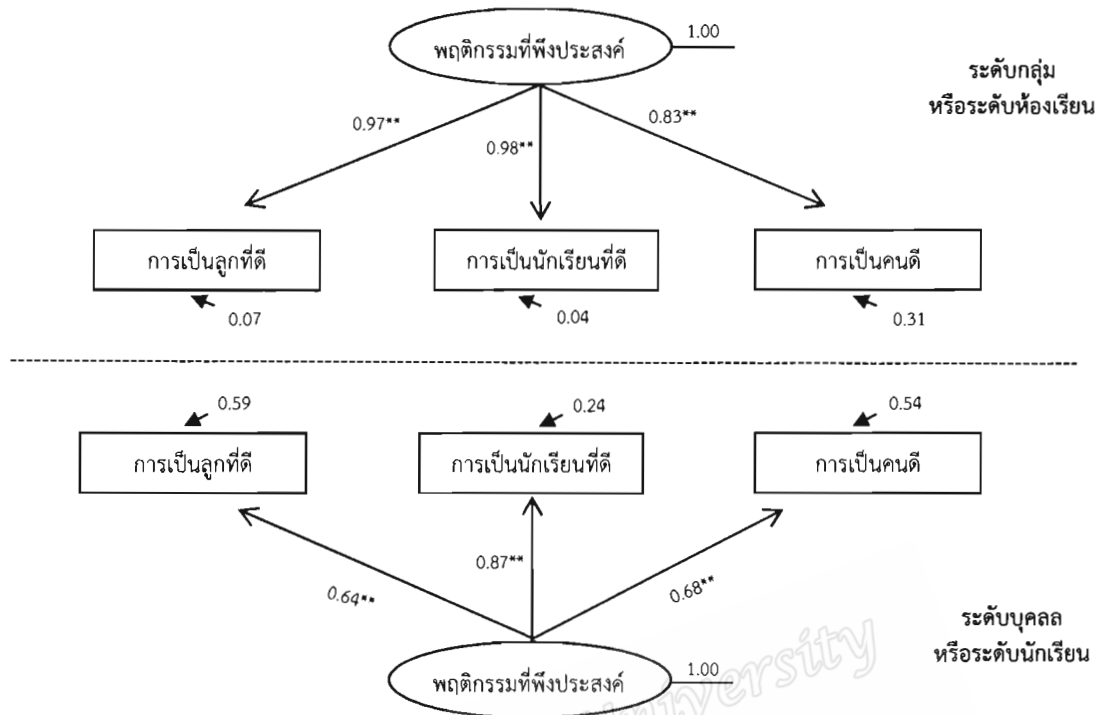 พฤติกรรมที่พึงประสงค์
1.00
ระดับกลุ่ม
หรือระดับห้องเรียน
0.97**
0.98**
0.83**
การเป็นลูกที่ดี
การเป็นนักเรียนที่ดี
การเป็นคนดี
0.07
0.04
0.31
0.59
0.24
0.54
การเป็นลูกที่ดี
การเป็นนักเรียนที่ดี
การเป็นคนดี
0.64**
0.87**
0.68**
ระดับบุคลล
หรือระดับนักเรียน
พฤติกรรมที่พึงประสงค์
1.00
University